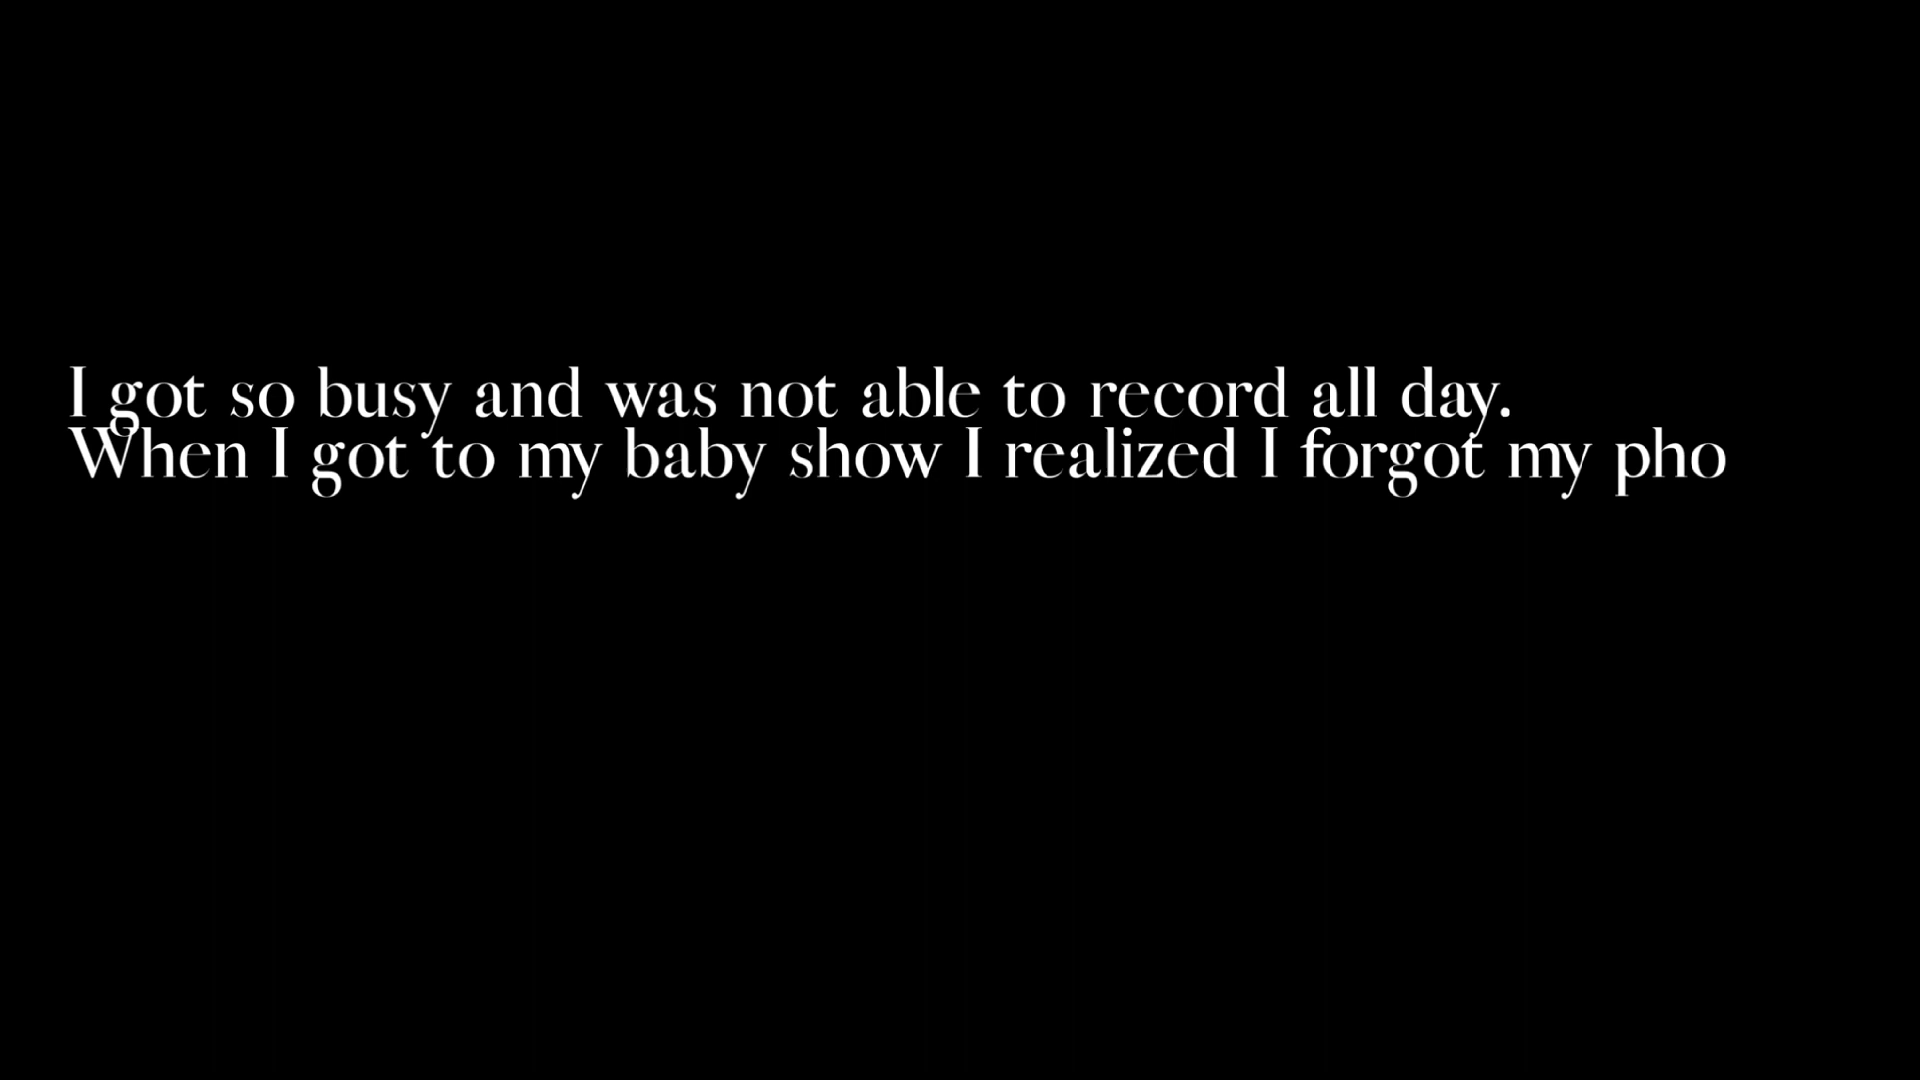 I got so busy and was not able to record all day.
When I got to my baby show I realized I forgot my pho